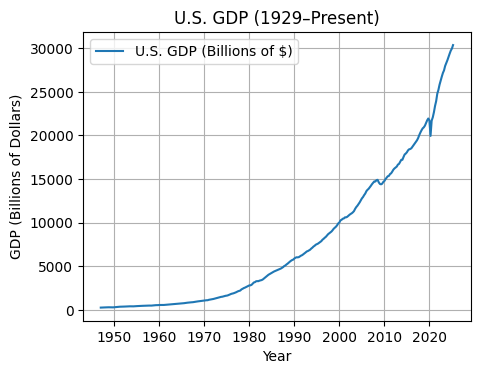 U.S. GDP (1929–Present)
U.S. GDP (Billions of $)
GDP (Billions of Dollars)
30000
25000
20000
15000
10000
5000
0
1950 1960 1970 1980 1990 2000 2010 2020
Year